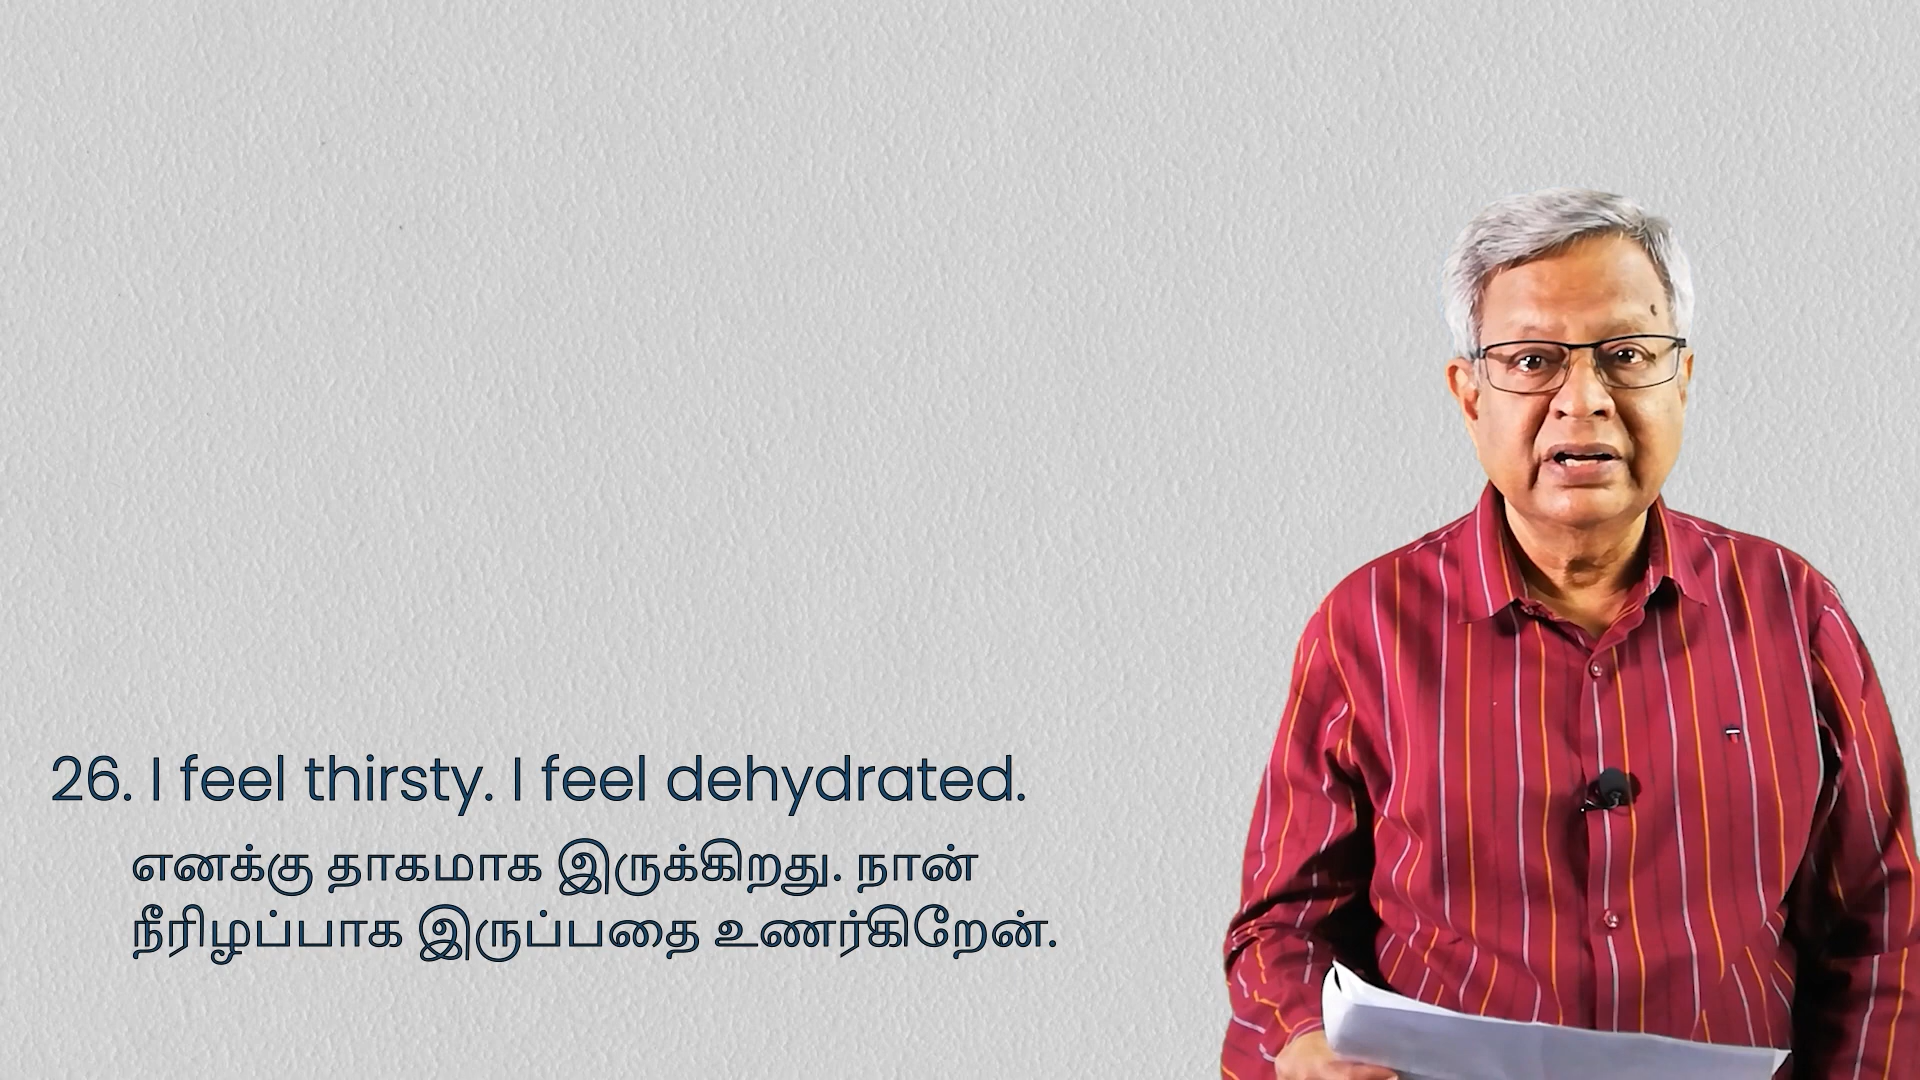 26. I feel thirsty. I feel dehydrated.
எனக்கு தாகமாக இருக்கிறது. நான்
நீரிழப்பாக இருப்பதை உணர்கிறேன்.